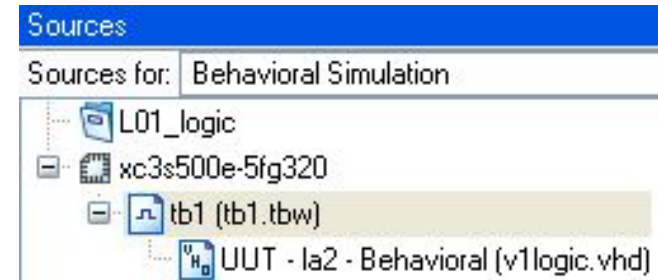 Sources
Sources for: Behavioral Simulation
L01_logic
xc3s500e-5fg320
tb1 (tb1.tbw)
UUT - la2 - Behavioral (v1logic.vhd)